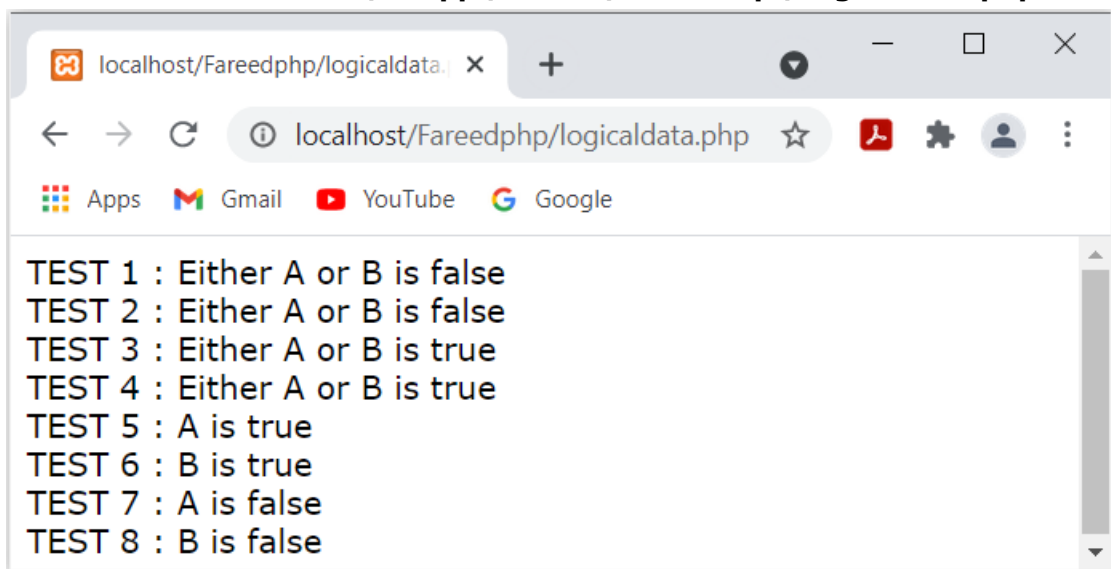 localhost/Fareedphp/logicaldata.
localhost/Fareedphp/logicaldata.php
Apps Gmail YouTube Google
TEST 1 : Either A or B is false
TEST 2 : Either A or B is false
TEST 3 : Either A or B is true
TEST 4 : Either A or B is true
TEST 5 : A is true
TEST 6 : B is true
TEST 7 : A is false
TEST 8 : B is false